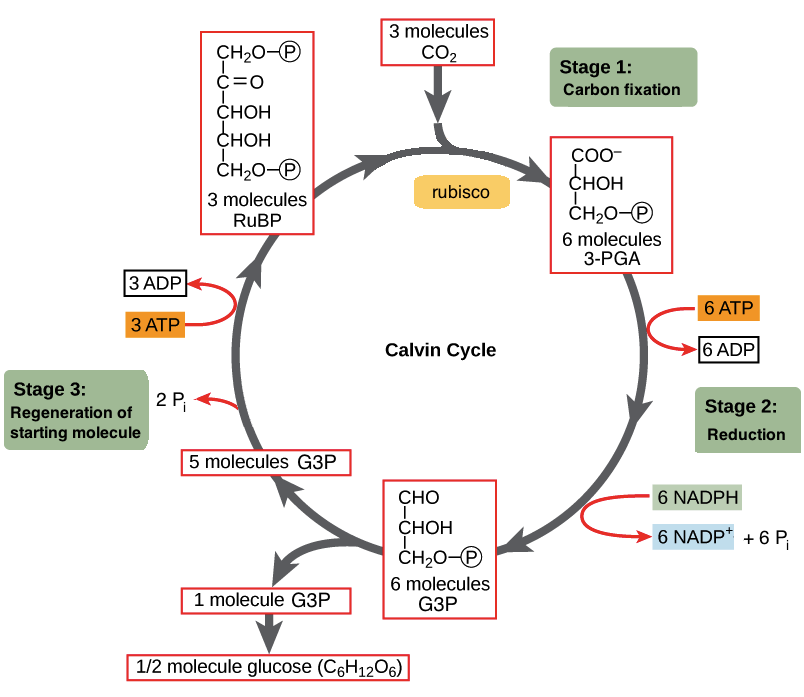 3 molecules
CO₂
Stage 1:
Carbon fixation
CH₂O–Ⓟ
C=O
CHOH
CHOH
CH₂O–Ⓟ
3 molecules
RuBP
rubisco
COO⁻
CHOH
CH₂O–Ⓟ
6 molecules
3-PGA
3 ADP
3 ATP
6 ATP
6 ADP
Calvin Cycle
Stage 3:
Regeneration of
starting molecule
2 Pᵢ
Stage 2:
Reduction
5 molecules G3P
6 NADPH
6 NADP⁺ + 6 Pᵢ
CHO
CHOH
CH₂O–Ⓟ
6 molecules
G3P
1 molecule G3P
1/2 molecule glucose (C₆H₁₂O₆)